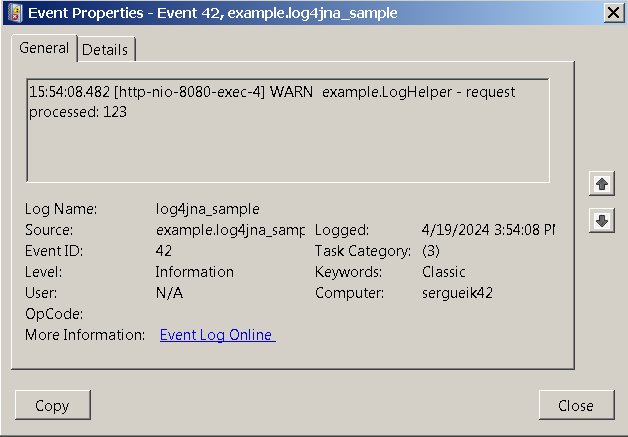 Event Properties - Event 42, example.log4jna_sample
General
Details
15:54:08.482 [http-nio-8080-exec-4] WARN  example.LogHelper - request
processed: 123
Log Name: log4jna_sample
Source: example.log4jna_samp Logged: 4/19/2024 3:54:08 PM
Event ID: 42 Task Category: (3)
Level: Information Keywords: Classic
User: N/A Computer: sergueik42
OpCode:
More Information: Event Log Online
Copy
Close